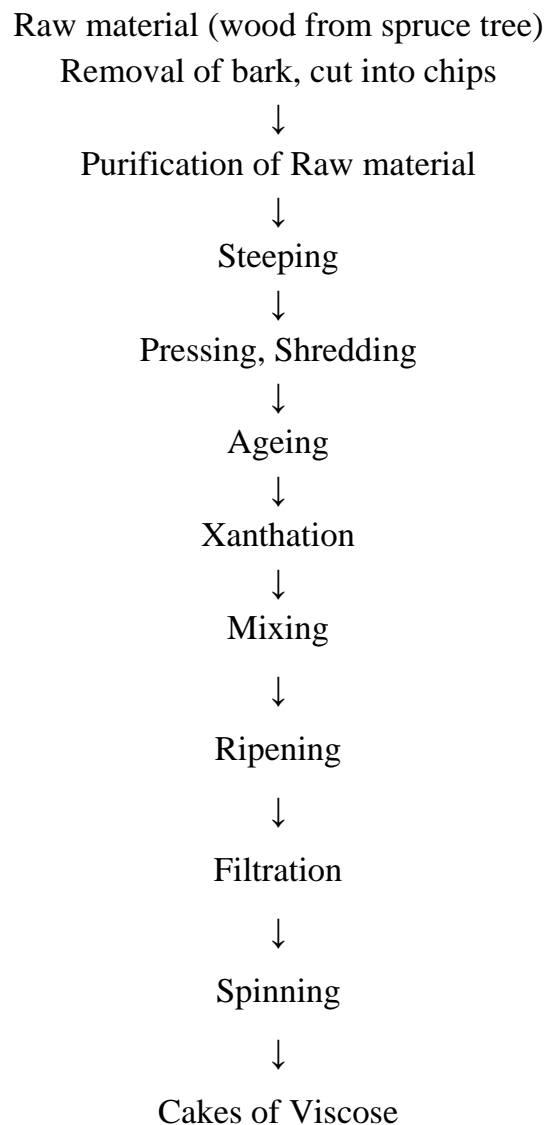 Raw material (wood from spruce tree)
Removal of bark, cut into chips
↓
Purification of Raw material
↓
Steeping
↓
Pressing, Shredding
↓
Ageing
↓
Xanthation
↓
Mixing
↓
Ripening
↓
Filtration
↓
Spinning
↓
Cakes of Viscose